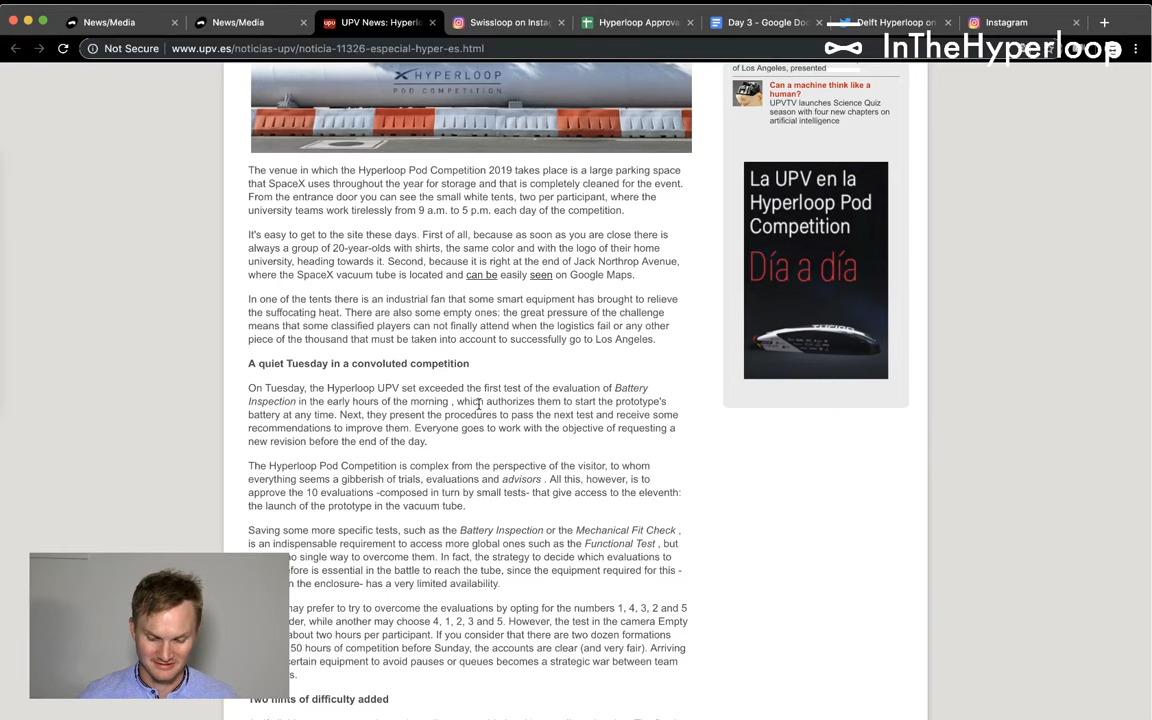 News/Media
News/Media
UPV News: Hyperlo
Swissloop on Instag
Hyperloop Approva
Day 3 - Google Do
Delft Hyperloop on
Instagram
Not Secure
www.upv.es/noticias-upv/noticia-11326-especial-hyper-es.html
InTheHyperloop
HYPERLOOP
POD COMPETITION
of Los Angeles, presented
Can a machine think like a
human?
UPVTV launches Science Quiz
season with four new chapters on
artificial intelligence
La UPV en la
Hyperloop Pod
Competition
Día a día
The venue in which the Hyperloop Pod Competition 2019 takes place is a large parking space
that SpaceX uses throughout the year for storage and that is completely cleaned for the event.
From the entrance door you can see the small white tents, two per participant, where the
university teams work tirelessly from 9 a.m. to 5 p.m. each day of the competition.
It's easy to get to the site these days. First of all, because as soon as you are close there is
always a group of 20-year-olds with shirts, the same color and with the logo of their home
university, heading towards it. Second, because it is right at the end of Jack Northrop Avenue,
where the SpaceX vacuum tube is located and can be easily seen on Google Maps.
In one of the tents there is an industrial fan that some smart equipment has brought to relieve
the suffocating heat. There are also some empty ones: the great pressure of the challenge
means that some classified players can not finally attend when the logistics fail or any other
piece of the thousand that must be taken into account to successfully go to Los Angeles.
A quiet Tuesday in a convoluted competition
On Tuesday, the Hyperloop UPV set exceeded the first test of the evaluation of Battery
Inspection in the early hours of the morning , which authorizes them to start the prototype's
battery at any time. Next, they present the procedures to pass the next test and receive some
recommendations to improve them. Everyone goes to work with the objective of requesting a
new revision before the end of the day.
The Hyperloop Pod Competition is complex from the perspective of the visitor, to whom
everything seems a gibberish of trials, evaluations and advisors . All this, however, is to
approve the 10 evaluations -composed in turn by small tests- that give access to the eleventh:
the launch of the prototype in the vacuum tube.
Saving some more specific tests, such as the Battery Inspection or the Mechanical Fit Check ,
is an indispensable requirement to access more global ones such as the Functional Test , but
no single way to overcome them. In fact, the strategy to decide which evaluations to
is essential in the battle to reach the tube, since the equipment required for this -
the enclosure- has a very limited availability.
may prefer to try to overcome the evaluations by opting for the numbers 1, 4, 3, 2 and 5
while another may choose 4, 1, 2, 3 and 5. However, the test in the camera Empty
about two hours per participant. If you consider that there are two dozen formations
50 hours of competition before Sunday, the accounts are clear (and very fair). Arriving
certain equipment to avoid pauses or queues becomes a strategic war between team
Two hints of difficulty added